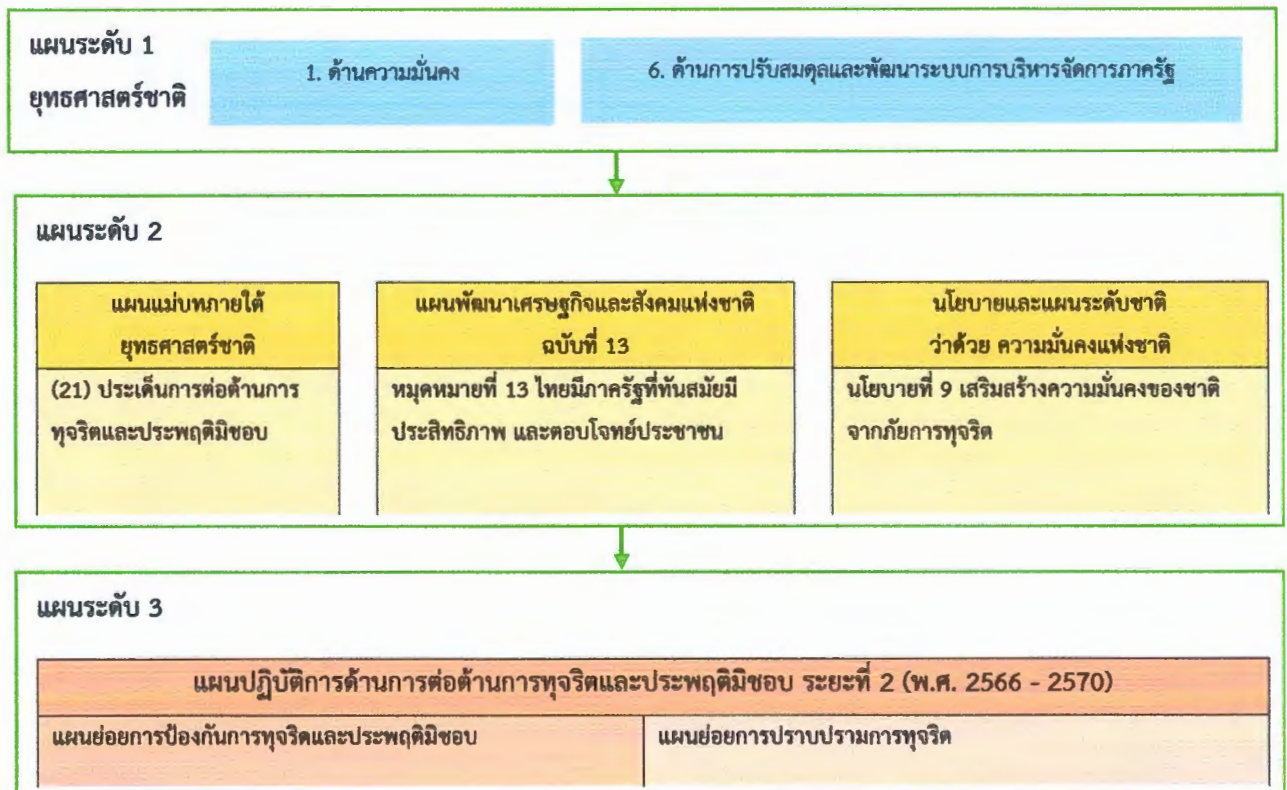 แผนระดับ 1
ยุทธศาสตร์ชาติ
1. ด้านความมั่นคง
6. ด้านการปรับสมดุลและพัฒนาระบบการบริหารจัดการภาครัฐ
แผนระดับ 2
แผนแม่บทภายใต้
ยุทธศาสตร์ชาติ
(21) ประเด็นการต่อต้านการ
ทุจริตและประพฤติมิชอบ
แผนพัฒนาเศรษฐกิจและสังคมแห่งชาติ
ฉบับที่ 13
หมุดหมายที่ 13 ไทยมีภาครัฐที่ทันสมัยมี
ประสิทธิภาพ และตอบโจทย์ประชาชน
นโยบายและแผนระดับชาติ
ว่าด้วย ความมั่นคงแห่งชาติ
นโยบายที่ 9 เสริมสร้างความมั่นคงของชาติ
จากภัยการทุจริต
แผนระดับ 3
แผนปฏิบัติการด้านการต่อต้านการทุจริตและประพฤติมิชอบ ระยะที่ 2 (พ.ศ. 2566 - 2570)
แผนย่อยการป้องกันการทุจริตและประพฤติมิชอบ
แผนย่อยการปราบปรามการทุจริต